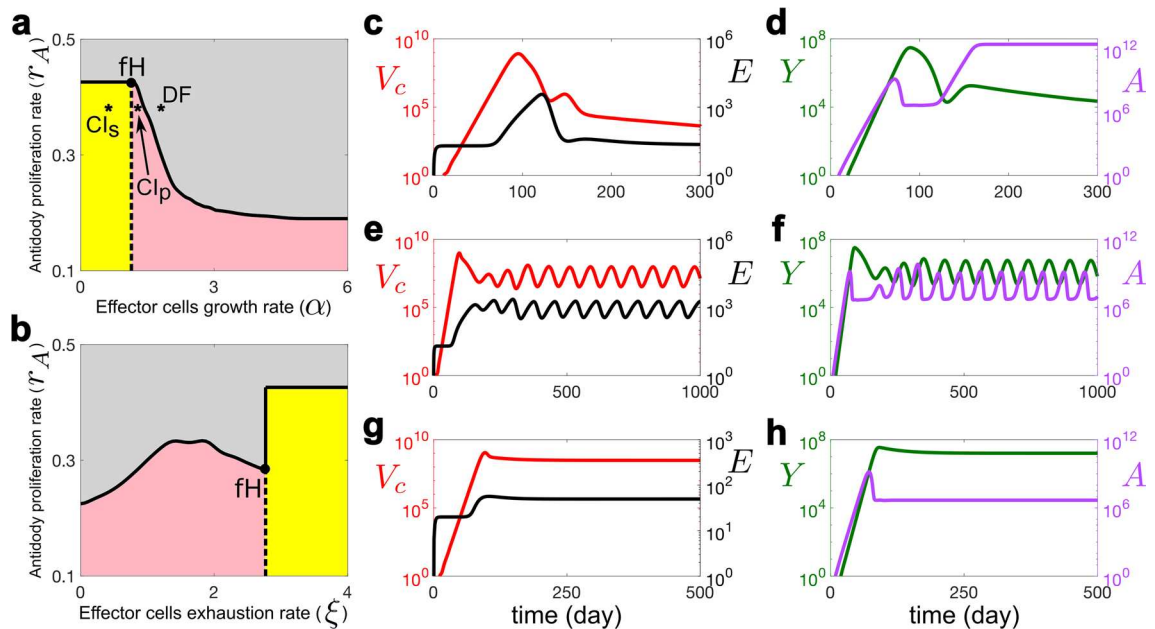 a
0.5
0.3
0.1
Antidody proliferation rate (r_A)
fH
DF
*
*
*
CI_s
CI_p
0
3
6
Effector cells growth rate (α)
b
0.5
0.3
0.1
Antidody proliferation rate (r_A)
fH
0
2
4
Effector cells exhaustion rate (ξ)
c
10^10
10^5
10^0
V_c
10^6
10^3
10^0
E
0
100
200
300
d
10^8
10^4
10^0
Y
10^12
10^6
10^0
A
0
100
200
300
e
10^10
10^5
10^0
V_c
10^6
10^3
10^0
E
0
500
1000
f
10^8
10^4
10^0
Y
10^12
10^6
10^0
A
0
500
1000
g
10^10
10^5
10^0
V_c
10^3
10^2
10^1
10^0
E
0
250
500
time (day)
h
10^8
10^4
10^0
Y
10^12
10^6
10^0
A
0
250
500
time (day)